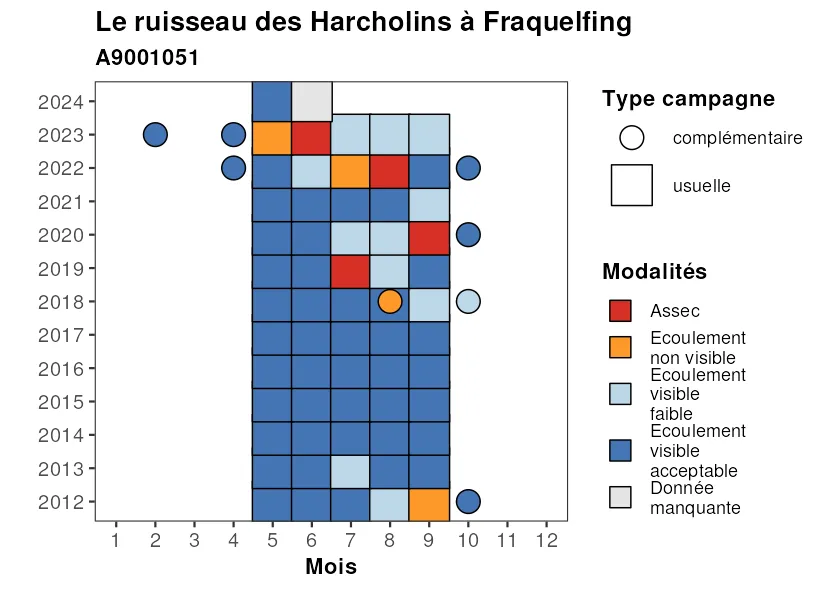 Le ruisseau des Harcholins à Fraquelfing
A9001051
2024
2023
2022
2021
2020
2019
2018
2017
2016
2015
2014
2013
2012
1 2 3 4 5 6 7 8 9 10 11 12
Mois
Type campagne
complémentaire
usuelle
Modalités
Assec
Ecoulement
non visible
Ecoulement
visible
faible
Ecoulement
visible
acceptable
Donnée
manquante